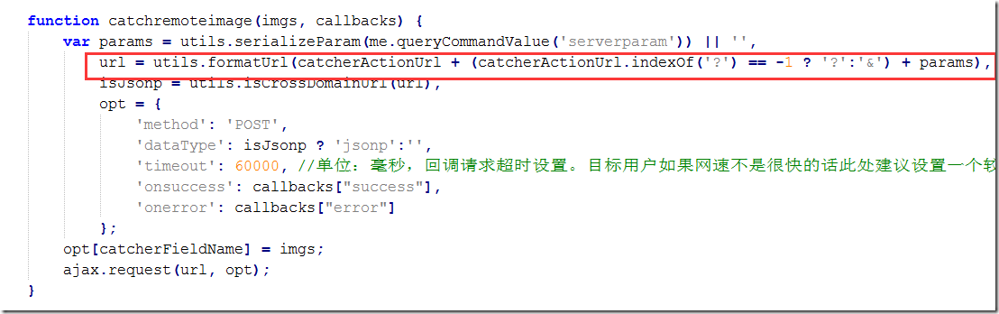 function catchremoteimage(imgs, callbacks) {
var params = utils.serializeParam(me.queryCommandValue('serverparam')) || '',
url = utils.formatUrl(catcherActionUrl + (catcherActionUrl.indexOf('?') == -1 ? '?':'&') + params),
isJsonp = utils.isCrossDomainUrl(url),
opt = {
'method': 'POST',
'dataType': isJsonp ? 'jsonp':'',
'timeout': 60000, //单位：毫秒，回调请求超时设置。目标用户如果网速不是很快的话此处建议设置一个较
'onsuccess': callbacks["success"],
'onerror': callbacks["error"]
};
opt[catcherFieldName] = imgs;
ajax.request(url, opt);
}